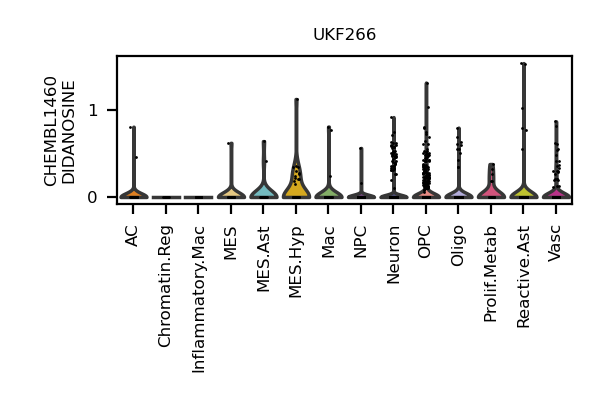 UKF266
CHEMBL1460
DIDANOSINE
1
0
AC
Chromatin.Reg
Inflammatory.Mac
MES
MES.Ast
MES.Hyp
Mac
NPC
Neuron
OPC
Oligo
Prolif.Metab
Reactive.Ast
Vasc